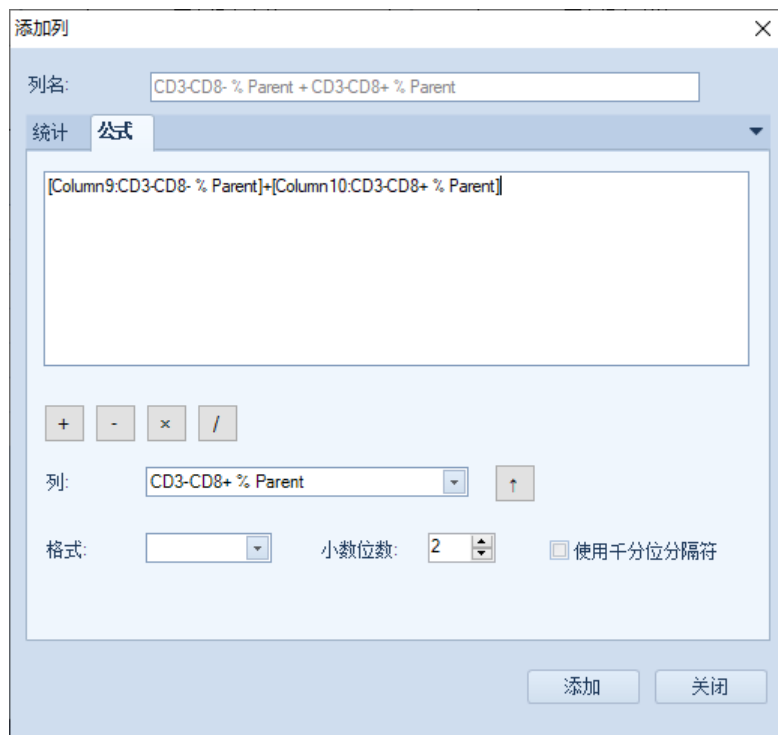 添加列
列名: CD3-CD8- % Parent + CD3-CD8+ % Parent
统计 公式
[Column9:CD3-CD8- % Parent]+[Column10:CD3-CD8+ % Parent]
+ - × /
列: CD3-CD8+ % Parent ↑
格式: 小数位数: 2 使用千分位分隔符
添加 关闭